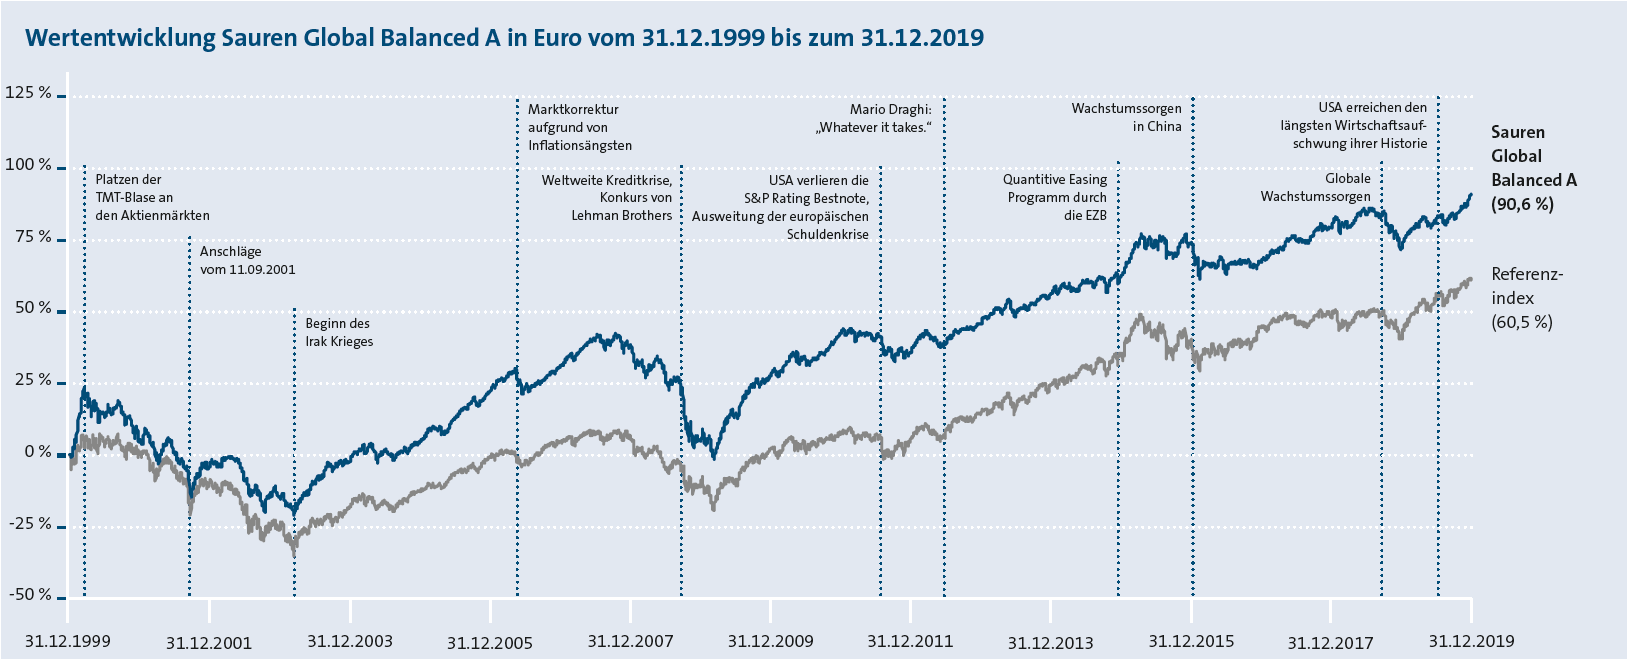 Wertentwicklung Sauren Global Balanced A in Euro vom 31.12.1999 bis zum 31.12.2019
125 %
100 %
75 %
50 %
25 %
0 %
-25 %
-50 %
Platzen der
TMT-Blase an
den Aktienmärkten
Anschläge
vom 11.09.2001
Beginn des
Irak Krieges
Marktkorrektur
aufgrund von
Inflationsängsten
Weltweite Kreditkrise,
Konkurs von
Lehman Brothers
USA verlieren die
S&P Rating Bestnote,
Ausweitung der europäischen
Schuldenkrise
Mario Draghi:
„Whatever it takes.“
Quantitive Easing
Programm durch
die EZB
Wachstumssorgen
in China
Globale
Wachstumssorgen
USA erreichen den
längsten Wirtschaftsauf-
schwung ihrer Historie
Sauren
Global
Balanced A
(90,6 %)
Referenz-
index
(60,5 %)
31.12.1999
31.12.2001
31.12.2003
31.12.2005
31.12.2007
31.12.2009
31.12.2011
31.12.2013
31.12.2015
31.12.2017
31.12.2019